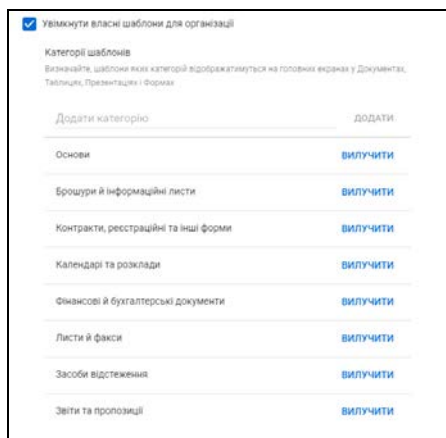 Увімкнути власні шаблони для організації
Категорії шаблонів
Визначайте, шаблони яких категорій відображатимуться на головних екранах у Документах,
Таблицях, Презентаціях і Формах
Додати категорію ДОДАТИ
Основи ВИЛУЧИТИ
Брошури й інформаційні листи ВИЛУЧИТИ
Контракти, реєстраційні та інші форми ВИЛУЧИТИ
Календарі та розклади ВИЛУЧИТИ
Фінансові й бухгалтерські документи ВИЛУЧИТИ
Листи й факси ВИЛУЧИТИ
Засоби відстеження ВИЛУЧИТИ
Звіти та пропозиції ВИЛУЧИТИ